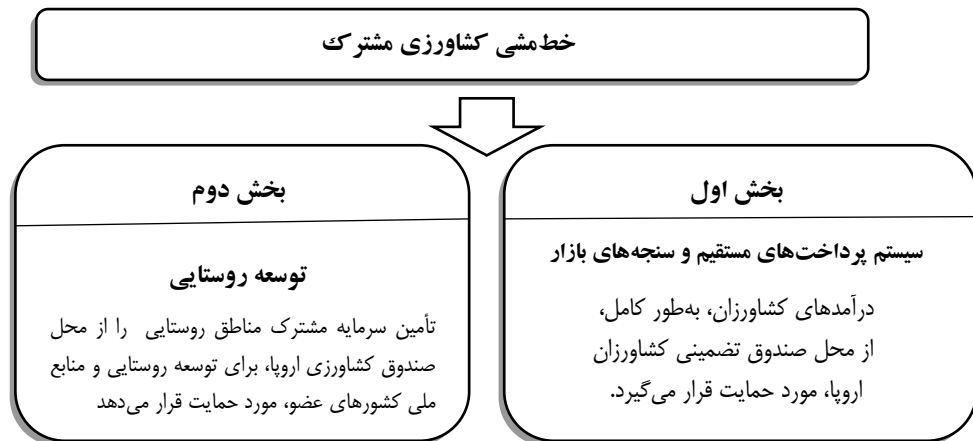 خط‌مشی کشاورزی مشترک
بخش اول
سیستم پرداخت‌های مستقیم و سنجه‌های بازار
درآمدهای کشاورزان، به‌طور کامل،
از محل صندوق تضمینی کشاورزان
اروپا، مورد حمایت قرار می‌گیرد.
بخش دوم
توسعه روستایی
تأمین سرمایه مشترک مناطق روستایی را از محل
صندوق کشاورزی اروپا، برای توسعه روستایی و منابع
ملی کشورهای عضو، مورد حمایت قرار می‌دهد